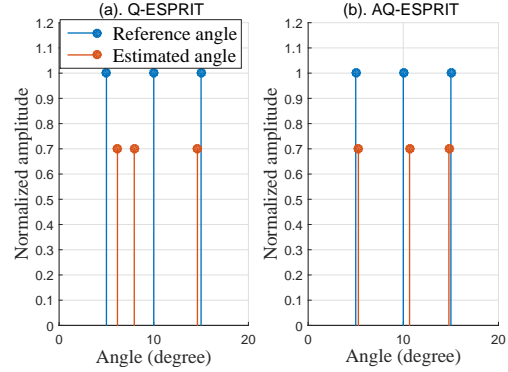 (a). Q-ESPRIT
Reference angle
Estimated angle
Normalized amplitude
1.2
1.1
1
0.9
0.8
0.7
0.6
0.5
0.4
0.3
0.2
0.1
0
0 10 20
Angle (degree)
(b). AQ-ESPRIT
Normalized amplitude
1.2
1.1
1
0.9
0.8
0.7
0.6
0.5
0.4
0.3
0.2
0.1
0
0 10 20
Angle (degree)